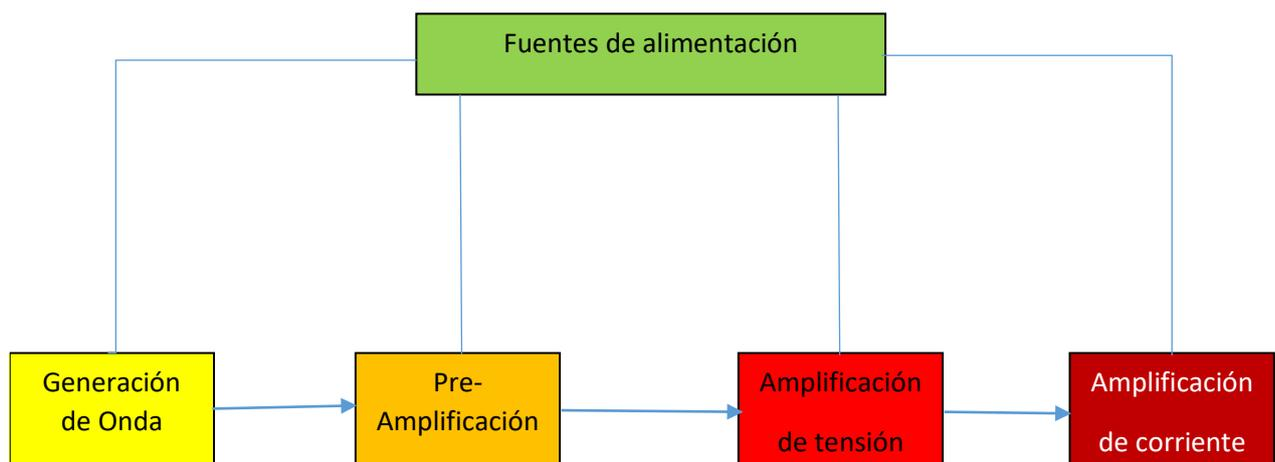 Fuentes de alimentación
Generación
de Onda
Pre-
Amplificación
Amplificación
de tensión
Amplificación
de corriente